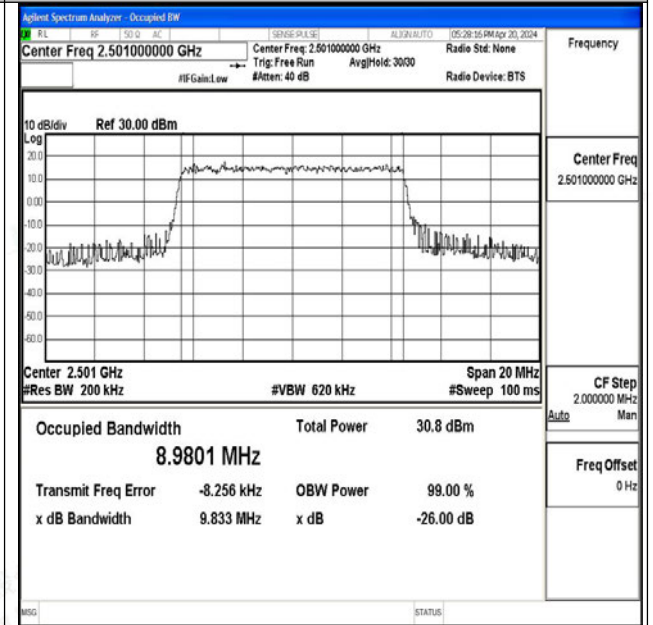 Agilent Spectrum Analyzer - Occupied BW
RL RF 50 Ω AC SENSE:PULSE ALIGN AUTO 05:28:16 PM Apr 20, 2024
Center Freq 2.501000000 GHz
Center Freq: 2.501000000 GHz Radio Std: None
Trig: Free Run Avg|Hold: 30/30
#IFGain:Low #Atten: 40 dB Radio Device: BTS
Frequency
10 dB/div Ref 30.00 dBm
Log
20.0
10.0
0.00
-10.0
-20.0
-30.0
-40.0
-50.0
-60.0
Center 2.501 GHz Span 20 MHz
#Res BW 200 kHz #VBW 620 kHz #Sweep 100 ms
Occupied Bandwidth Total Power 30.8 dBm
8.9801 MHz
Transmit Freq Error -8.256 kHz OBW Power 99.00 %
x dB Bandwidth 9.833 MHz x dB -26.00 dB
Center Freq
2.501000000 GHz
CF Step
2.000000 MHz
Auto Man
Freq Offset
0 Hz
MSG STATUS